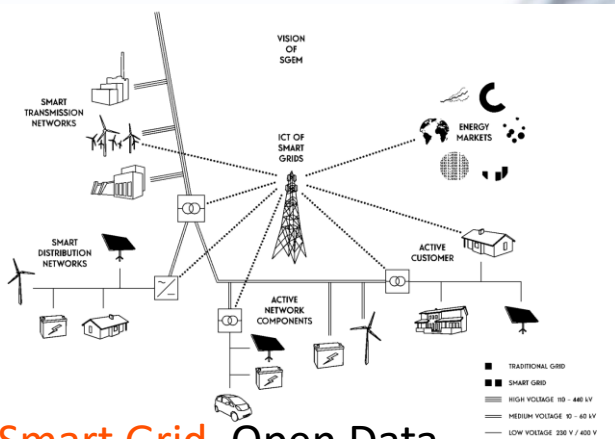 VISION
OF
SGEM
SMART
TRANSMISSION
NETWORKS
ICT OF
SMART
GRIDS
ENERGY
MARKETS
SMART
DISTRIBUTION
NETWORKS
ACTIVE
CUSTOMER
ACTIVE
NETWORK
COMPONENTS
TRADITIONAL GRID
SMART GRID
HIGH VOLTAGE 110 - 440 kV
MEDIUM VOLTAGE 10 - 60 kV
LOW VOLTAGE 230 V / 400 V
Smart Grid Open Data